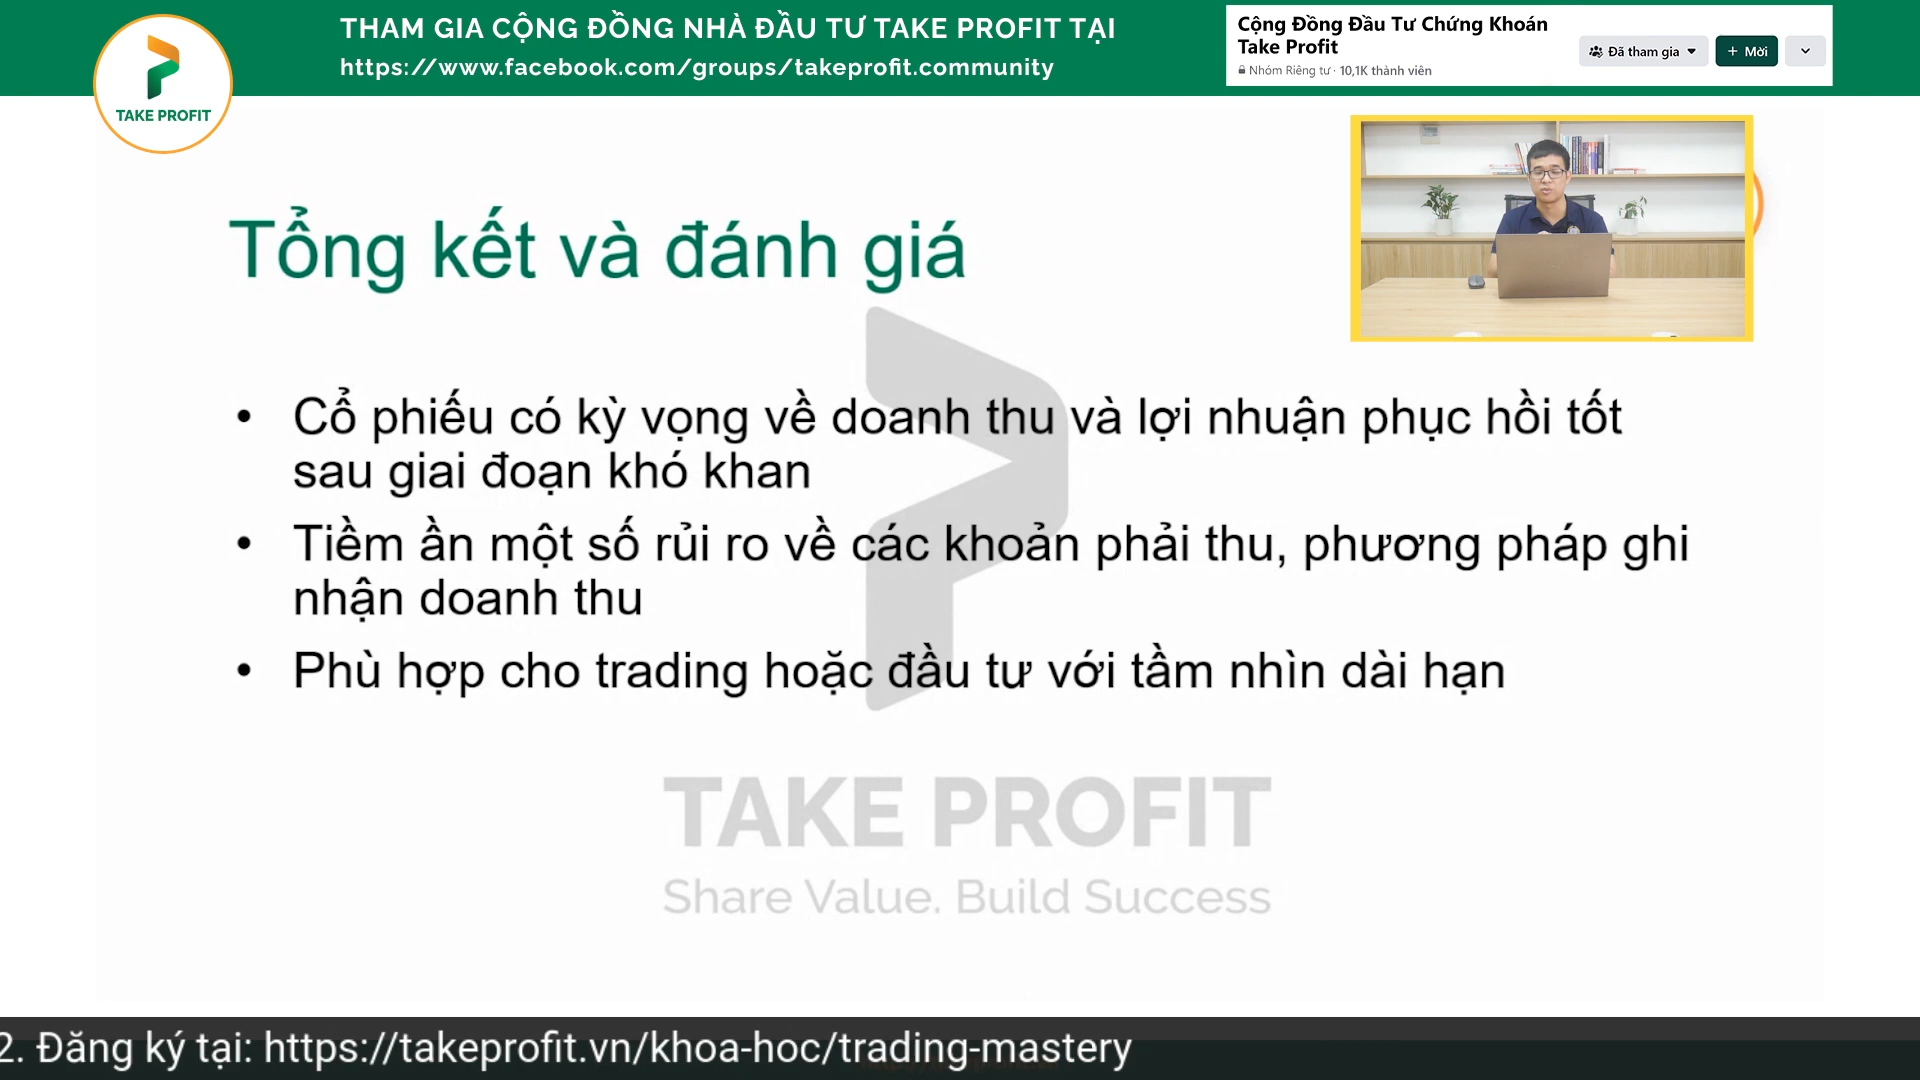 THAM GIA CỘNG ĐỒNG NHÀ ĐẦU TƯ TAKE PROFIT TẠI
https://www.facebook.com/groups/takeprofit.community
Cộng Đồng Đầu Tư Chứng Khoán
Take Profit
Nhóm Riêng tư · 10,1K thành viên
Đã tham gia
+ Mời
TAKE PROFIT
Tổng kết và đánh giá
• Cổ phiếu có kỳ vọng về doanh thu và lợi nhuận phục hồi tốt
sau giai đoạn khó khan
• Tiềm ần một số rủi ro về các khoản phải thu, phương pháp ghi
nhận doanh thu
• Phù hợp cho trading hoặc đầu tư với tầm nhìn dài hạn
TAKE PROFIT
Share Value. Build Success
2. Đăng ký tại: https://takeprofit.vn/khoa-hoc/trading-mastery